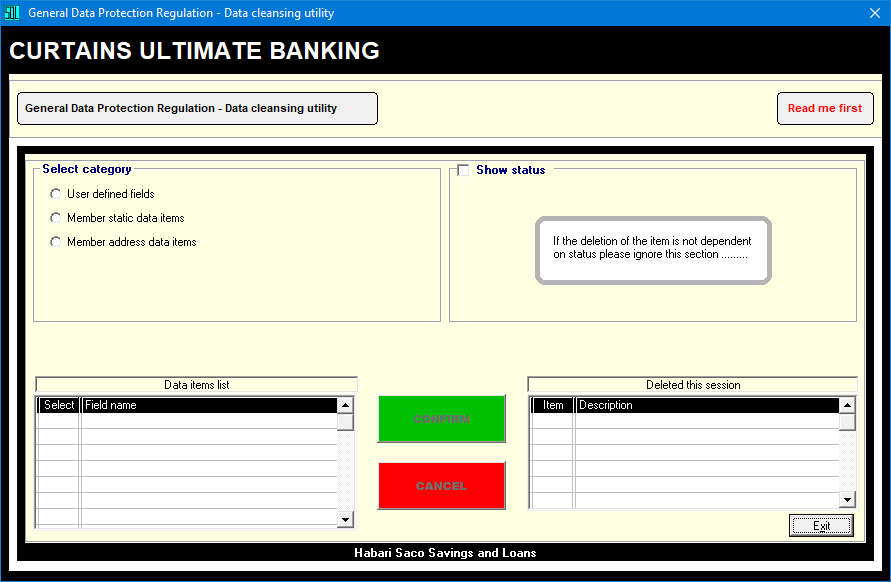 General Data Protection Regulation - Data cleansing utility
CURTAINS ULTIMATE BANKING
General Data Protection Regulation - Data cleansing utility
Read me first
Select category
User defined fields
Member static data items
Member address data items
Show status
If the deletion of the item is not dependent
on status please ignore this section .........
Data items list
Select Field name
CONFIRM
CANCEL
Deleted this session
Item Description
Exit
Habari Saco Savings and Loans